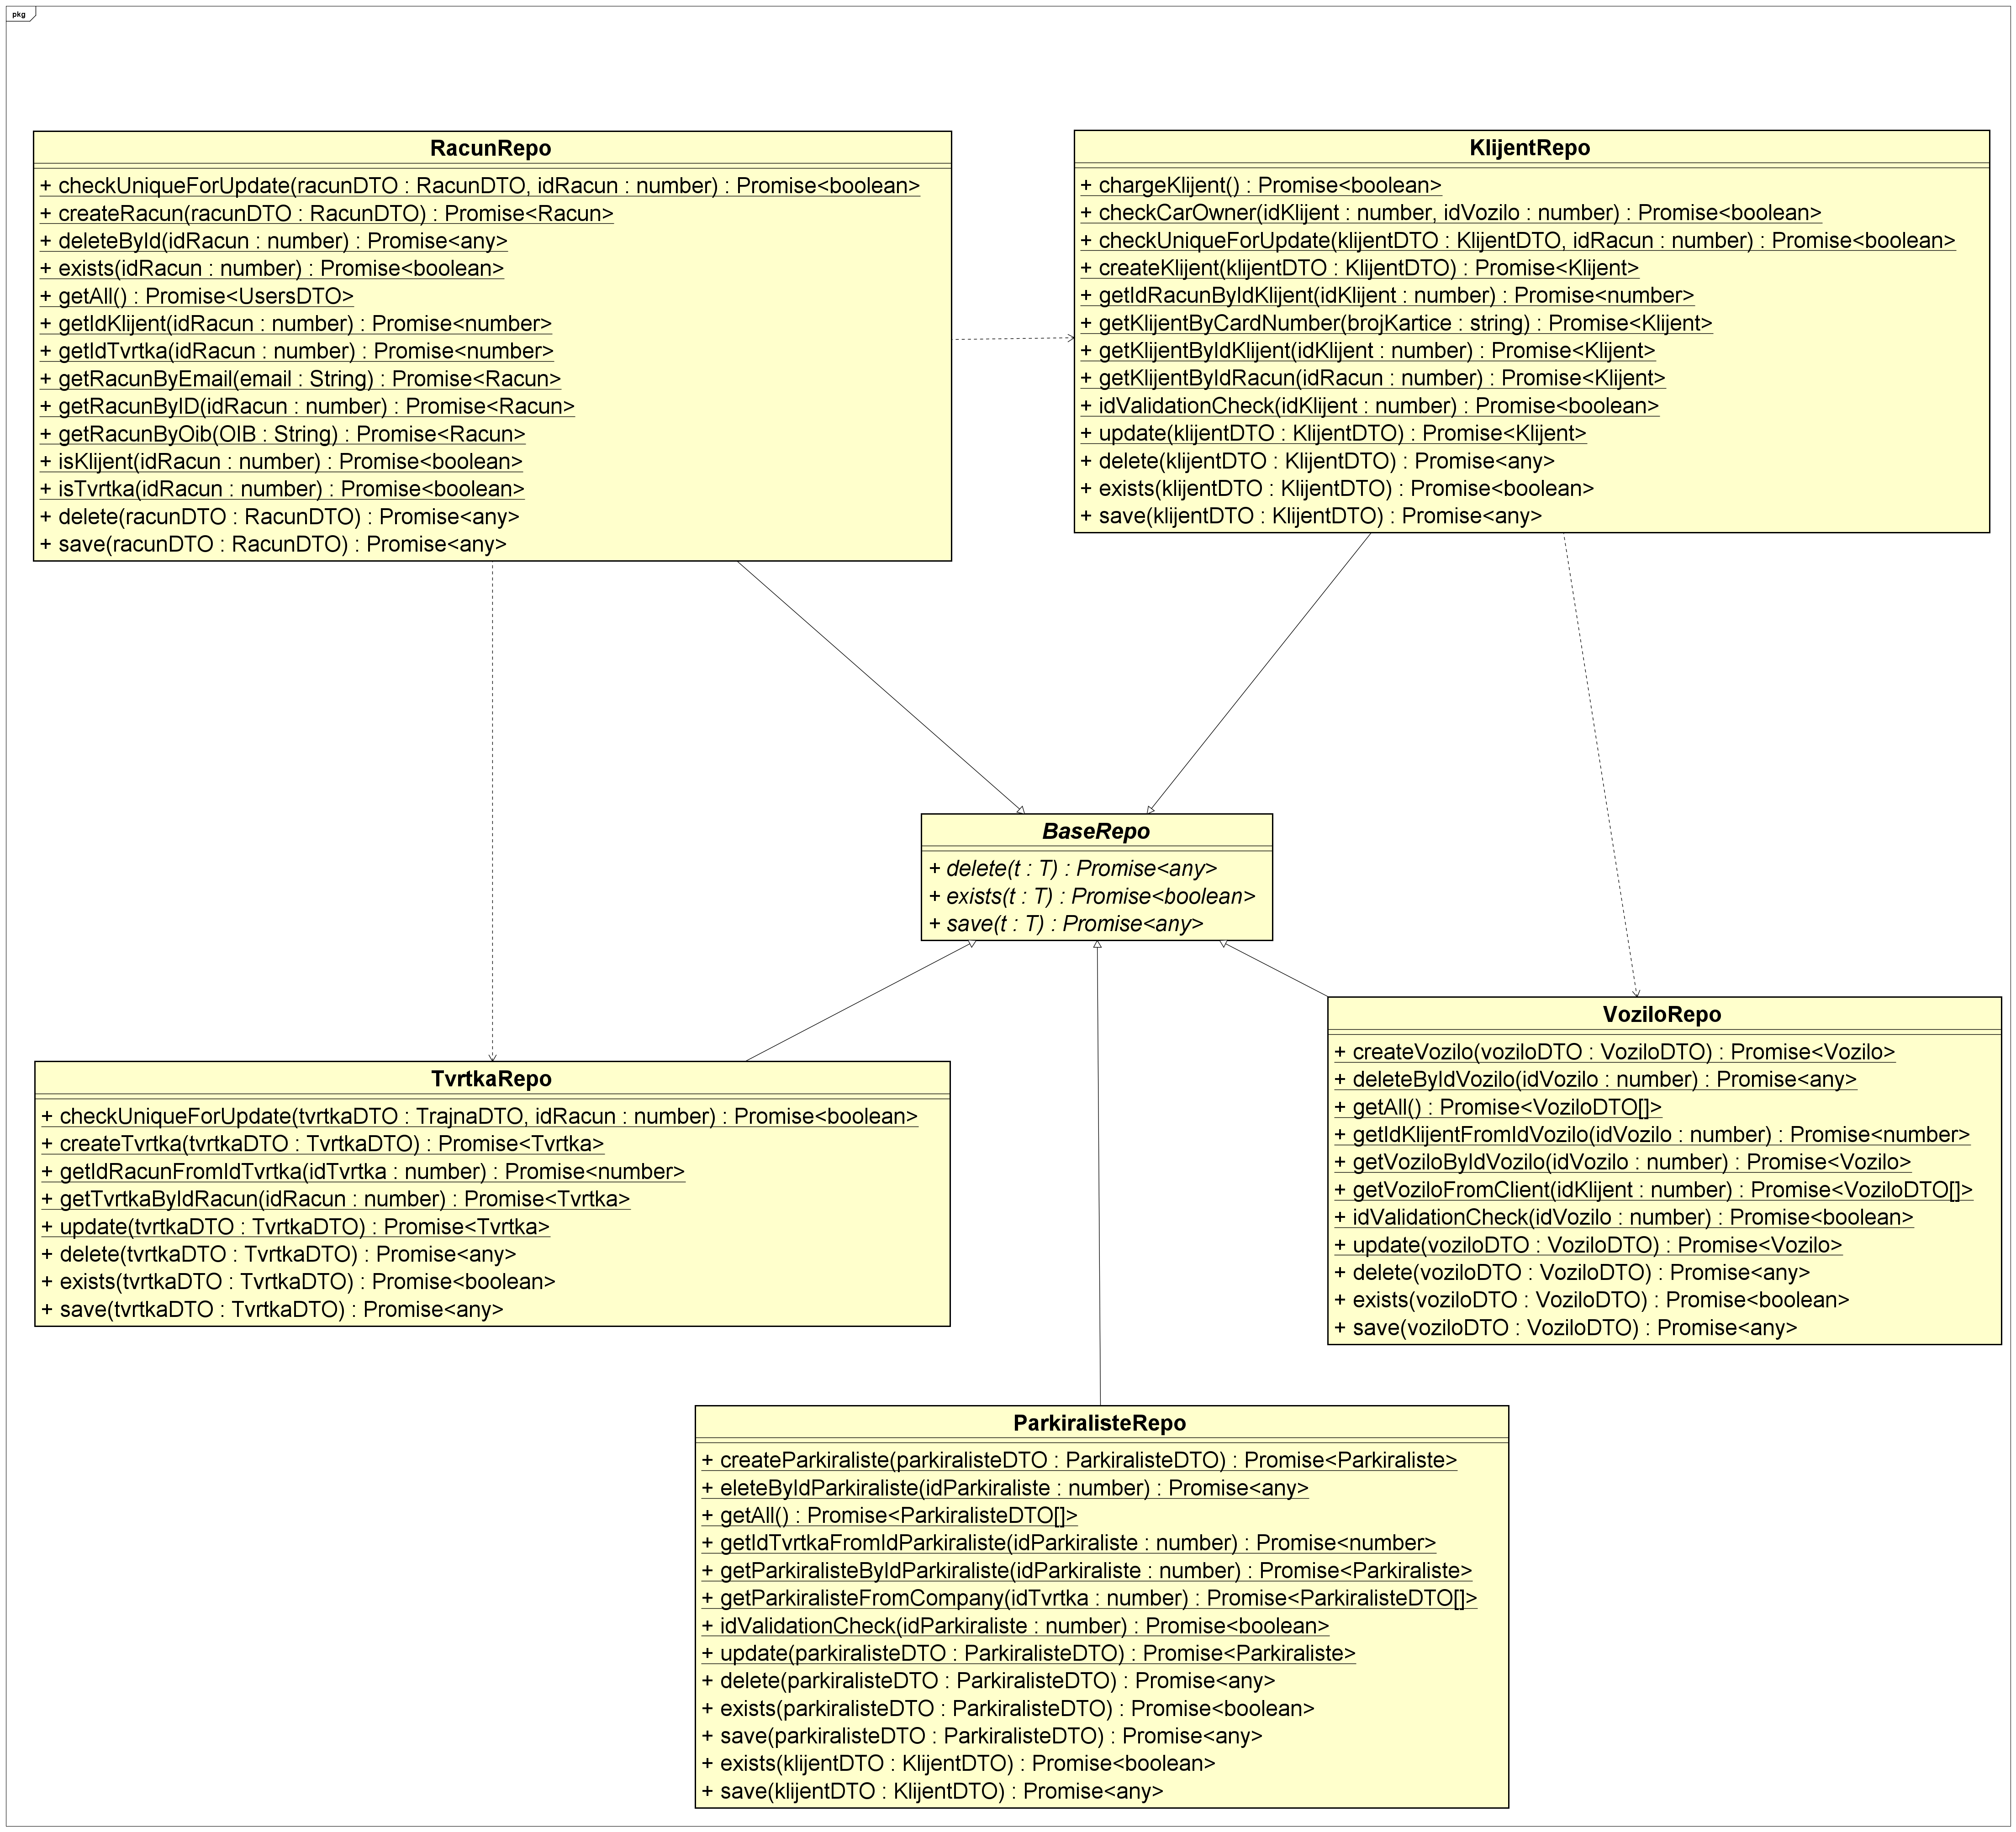 pkg
RacunRepo
+ checkUniqueForUpdate(racunDTO : RacunDTO, idRacun : number) : Promise<boolean>
+ createRacun(racunDTO : RacunDTO) : Promise<Racun>
+ deleteById(idRacun : number) : Promise<any>
+ exists(idRacun : number) : Promise<boolean>
+ getAll() : Promise<UsersDTO>
+ getIdKlijent(idRacun : number) : Promise<number>
+ getIdTvrtka(idRacun : number) : Promise<number>
+ getRacunByEmail(email : String) : Promise<Racun>
+ getRacunByID(idRacun : number) : Promise<Racun>
+ getRacunByOib(OIB : String) : Promise<Racun>
+ isKlijent(idRacun : number) : Promise<boolean>
+ isTvrtka(idRacun : number) : Promise<boolean>
+ delete(racunDTO : RacunDTO) : Promise<any>
+ save(racunDTO : RacunDTO) : Promise<any>
KlijentRepo
+ chargeKlijent() : Promise<boolean>
+ checkCarOwner(idKlijent : number, idVozilo : number) : Promise<boolean>
+ checkUniqueForUpdate(klijentDTO : KlijentDTO, idRacun : number) : Promise<boolean>
+ createKlijent(klijentDTO : KlijentDTO) : Promise<Klijent>
+ getIdRacunByIdKlijent(idKlijent : number) : Promise<number>
+ getKlijentByCardNumber(brojKartice : string) : Promise<Klijent>
+ getKlijentByIdKlijent(idKlijent : number) : Promise<Klijent>
+ getKlijentByIdRacun(idRacun : number) : Promise<Klijent>
+ idValidationCheck(idKlijent : number) : Promise<boolean>
+ update(klijentDTO : KlijentDTO) : Promise<Klijent>
+ delete(klijentDTO : KlijentDTO) : Promise<any>
+ exists(klijentDTO : KlijentDTO) : Promise<boolean>
+ save(klijentDTO : KlijentDTO) : Promise<any>
BaseRepo
+ delete(t : T) : Promise<any>
+ exists(t : T) : Promise<boolean>
+ save(t : T) : Promise<any>
TvrtkaRepo
+ checkUniqueForUpdate(tvrtkaDTO : TrajnaDTO, idRacun : number) : Promise<boolean>
+ createTvrtka(tvrtkaDTO : TvrtkaDTO) : Promise<Tvrtka>
+ getIdRacunFromIdTvrtka(idTvrtka : number) : Promise<number>
+ getTvrtkaByIdRacun(idRacun : number) : Promise<Tvrtka>
+ update(tvrtkaDTO : TvrtkaDTO) : Promise<Tvrtka>
+ delete(tvrtkaDTO : TvrtkaDTO) : Promise<any>
+ exists(tvrtkaDTO : TvrtkaDTO) : Promise<boolean>
+ save(tvrtkaDTO : TvrtkaDTO) : Promise<any>
VoziloRepo
+ createVozilo(voziloDTO : VoziloDTO) : Promise<Vozilo>
+ deleteByIdVozilo(idVozilo : number) : Promise<any>
+ getAll() : Promise<VoziloDTO[]>
+ getIdKlijentFromIdVozilo(idVozilo : number) : Promise<number>
+ getVoziloByIdVozilo(idVozilo : number) : Promise<Vozilo>
+ getVoziloFromClient(idKlijent : number) : Promise<VoziloDTO[]>
+ idValidationCheck(idVozilo : number) : Promise<boolean>
+ update(voziloDTO : VoziloDTO) : Promise<Vozilo>
+ delete(voziloDTO : VoziloDTO) : Promise<any>
+ exists(voziloDTO : VoziloDTO) : Promise<boolean>
+ save(voziloDTO : VoziloDTO) : Promise<any>
ParkiralisteRepo
+ createParkiraliste(parkiralisteDTO : ParkiralisteDTO) : Promise<Parkiraliste>
+ eleteByIdParkiraliste(idParkiraliste : number) : Promise<any>
+ getAll() : Promise<ParkiralisteDTO[]>
+ getIdTvrtkaFromIdParkiraliste(idParkiraliste : number) : Promise<number>
+ getParkiralisteByIdParkiraliste(idParkiraliste : number) : Promise<Parkiraliste>
+ getParkiralisteFromCompany(idTvrtka : number) : Promise<ParkiralisteDTO[]>
+ idValidationCheck(idParkiraliste : number) : Promise<boolean>
+ update(parkiralisteDTO : ParkiralisteDTO) : Promise<Parkiraliste>
+ delete(parkiralisteDTO : ParkiralisteDTO) : Promise<any>
+ exists(parkiralisteDTO : ParkiralisteDTO) : Promise<boolean>
+ save(parkiralisteDTO : ParkiralisteDTO) : Promise<any>
+ exists(klijentDTO : KlijentDTO) : Promise<boolean>
+ save(klijentDTO : KlijentDTO) : Promise<any>